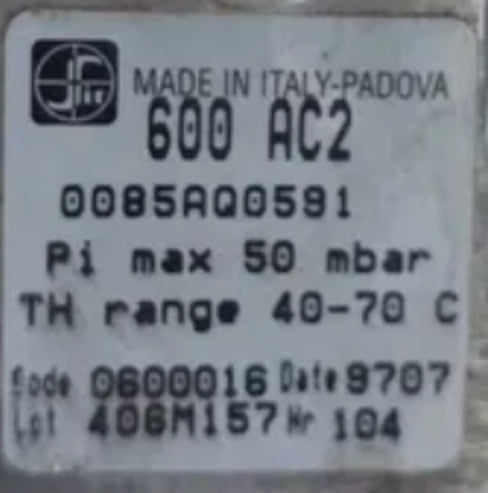 MADE IN ITALY-PADOVA
600 AC2
0085AQ0591
Pi max 50 mbar
TH range 40-70 C
Code 0600016 Date 9707
Lot 406M157 Nr 104